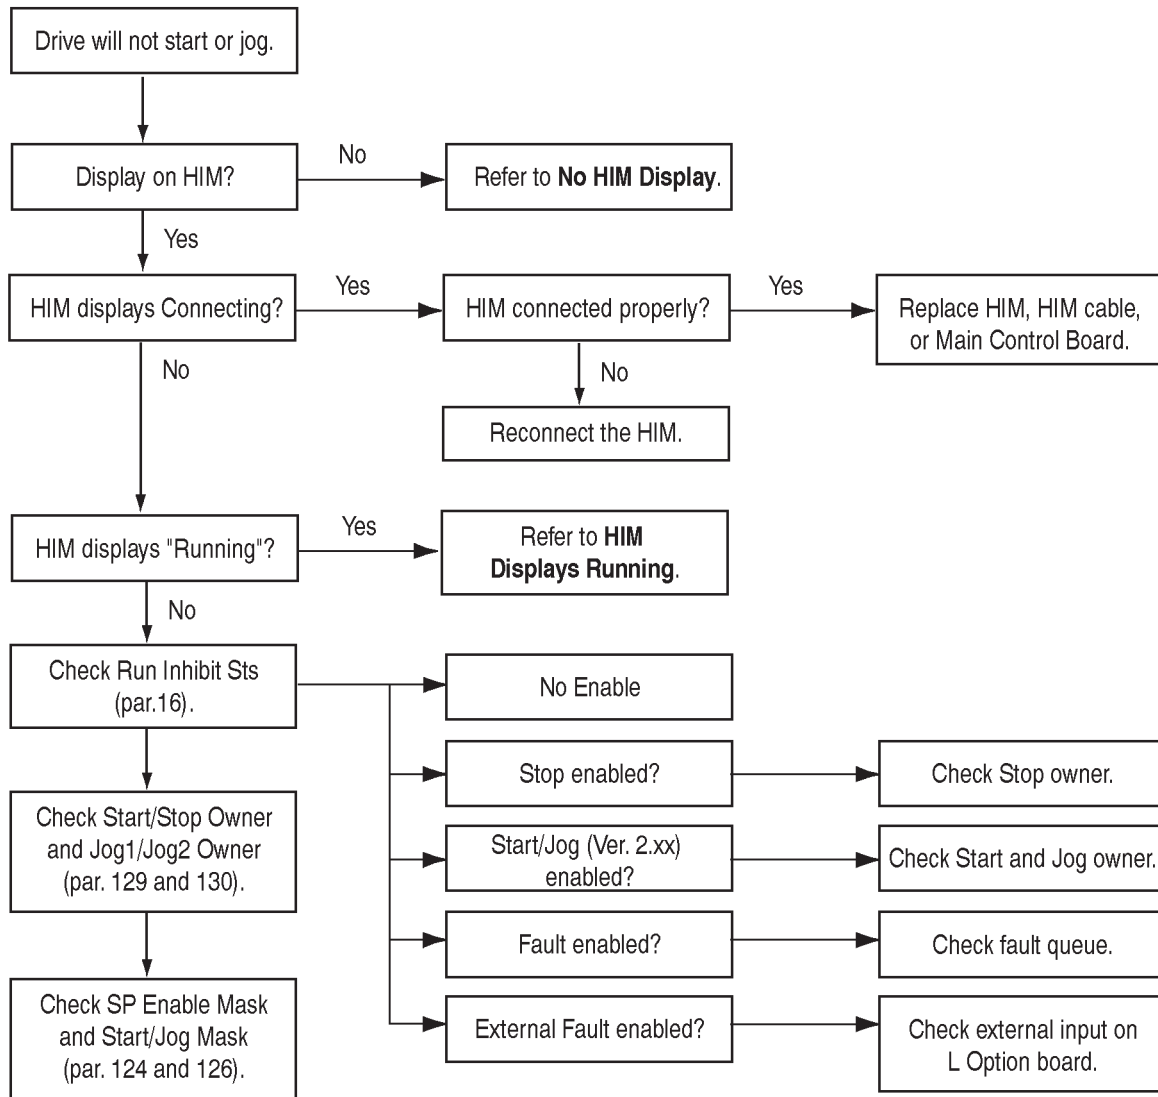 Drive will not start or jog.
Display on HIM?
No
Refer to No HIM Display.
Yes
HIM displays Connecting?
Yes
HIM connected properly?
Yes
Replace HIM, HIM cable,
or Main Control Board.
No
No
Reconnect the HIM.
HIM displays "Running"?
Yes
Refer to HIM
Displays Running.
No
Check Run Inhibit Sts
(par.16).
No Enable
Stop enabled?
Check Stop owner.
Check Start/Stop Owner
and Jog1/Jog2 Owner
(par. 129 and 130).
Start/Jog (Ver. 2.xx)
enabled?
Check Start and Jog owner.
Fault enabled?
Check fault queue.
Check SP Enable Mask
and Start/Jog Mask
(par. 124 and 126).
External Fault enabled?
Check external input on
L Option board.